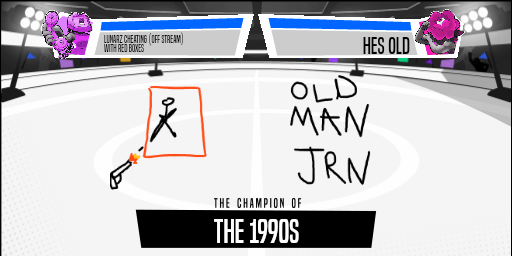 LUNARZ CHEATING (OFF STREAM)
WITH RED BOXES
HES OLD
OLD
MAN
JRN
THE CHAMPION OF
THE 1990S